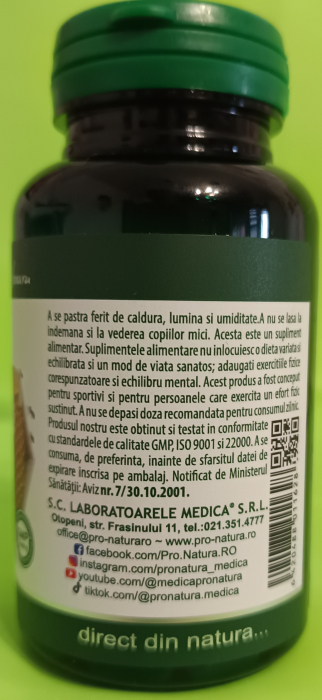 A se pastra ferit de caldura, lumina si umiditate.A nu se lasa la
indemana si la vederea copiilor mici. Acesta este un supliment
alimentar. Suplimentele alimentare nu inlocuiesc o dieta variata si
echilibrata si un mod de viata sanatos; adaugati exercitiile fizice
corespunzatoare si echilibru mental. Acest produs a fost conceput
pentru sportivi si pentru persoanele care exercita un efort fizic
sustinut. A nu se depasi doza recomandata pentru consumul zilnic.
Produsul nostru este obtinut si testat in conformitate
cu standardele de calitate GMP, ISO 9001 si 22000. A se
consuma, de preferinta, inainte de sfarsitul datei de
expirare inscrisa pe ambalaj. Notificat de Ministerul
Sănătății: Aviz nr. 7/30.10.2001.
S.C. LABORATOARELE MEDICA® S.R.L.
Otopeni, str. Frasinului 11, tel.:021.351.4777
office@pro-naturaro ~ www.pro-natura.ro
facebook.com/Pro.Natura.RO
instagram.com/pronatura_medica
youtube.com/@medicapronatura
tiktok.com/@pronatura.medica
direct din natura...